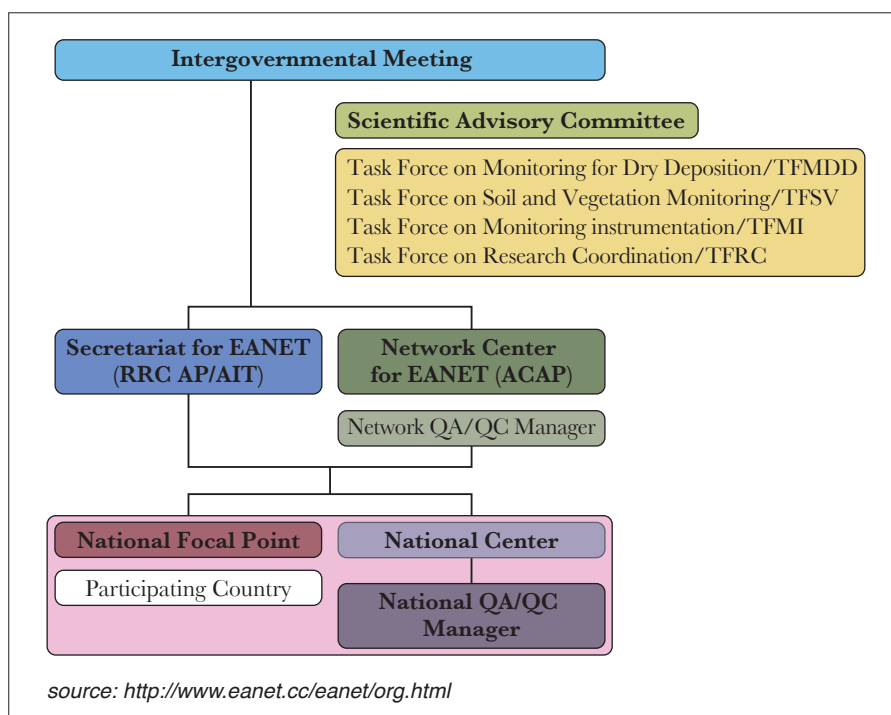 Intergovernmental Meeting
Scientific Advisory Committee
Task Force on Monitoring for Dry Deposition/TFMDD
Task Force on Soil and Vegetation Monitoring/TFSV
Task Force on Monitoring instrumentation/TFMI
Task Force on Research Coordination/TFRC
Secretariat for EANET
(RRC AP/AIT)
Network Center
for EANET (ACAP)
Network QA/QC Manager
National Focal Point
National Center
Participating Country
National QA/QC
Manager
source: http://www.eanet.cc/eanet/org.html